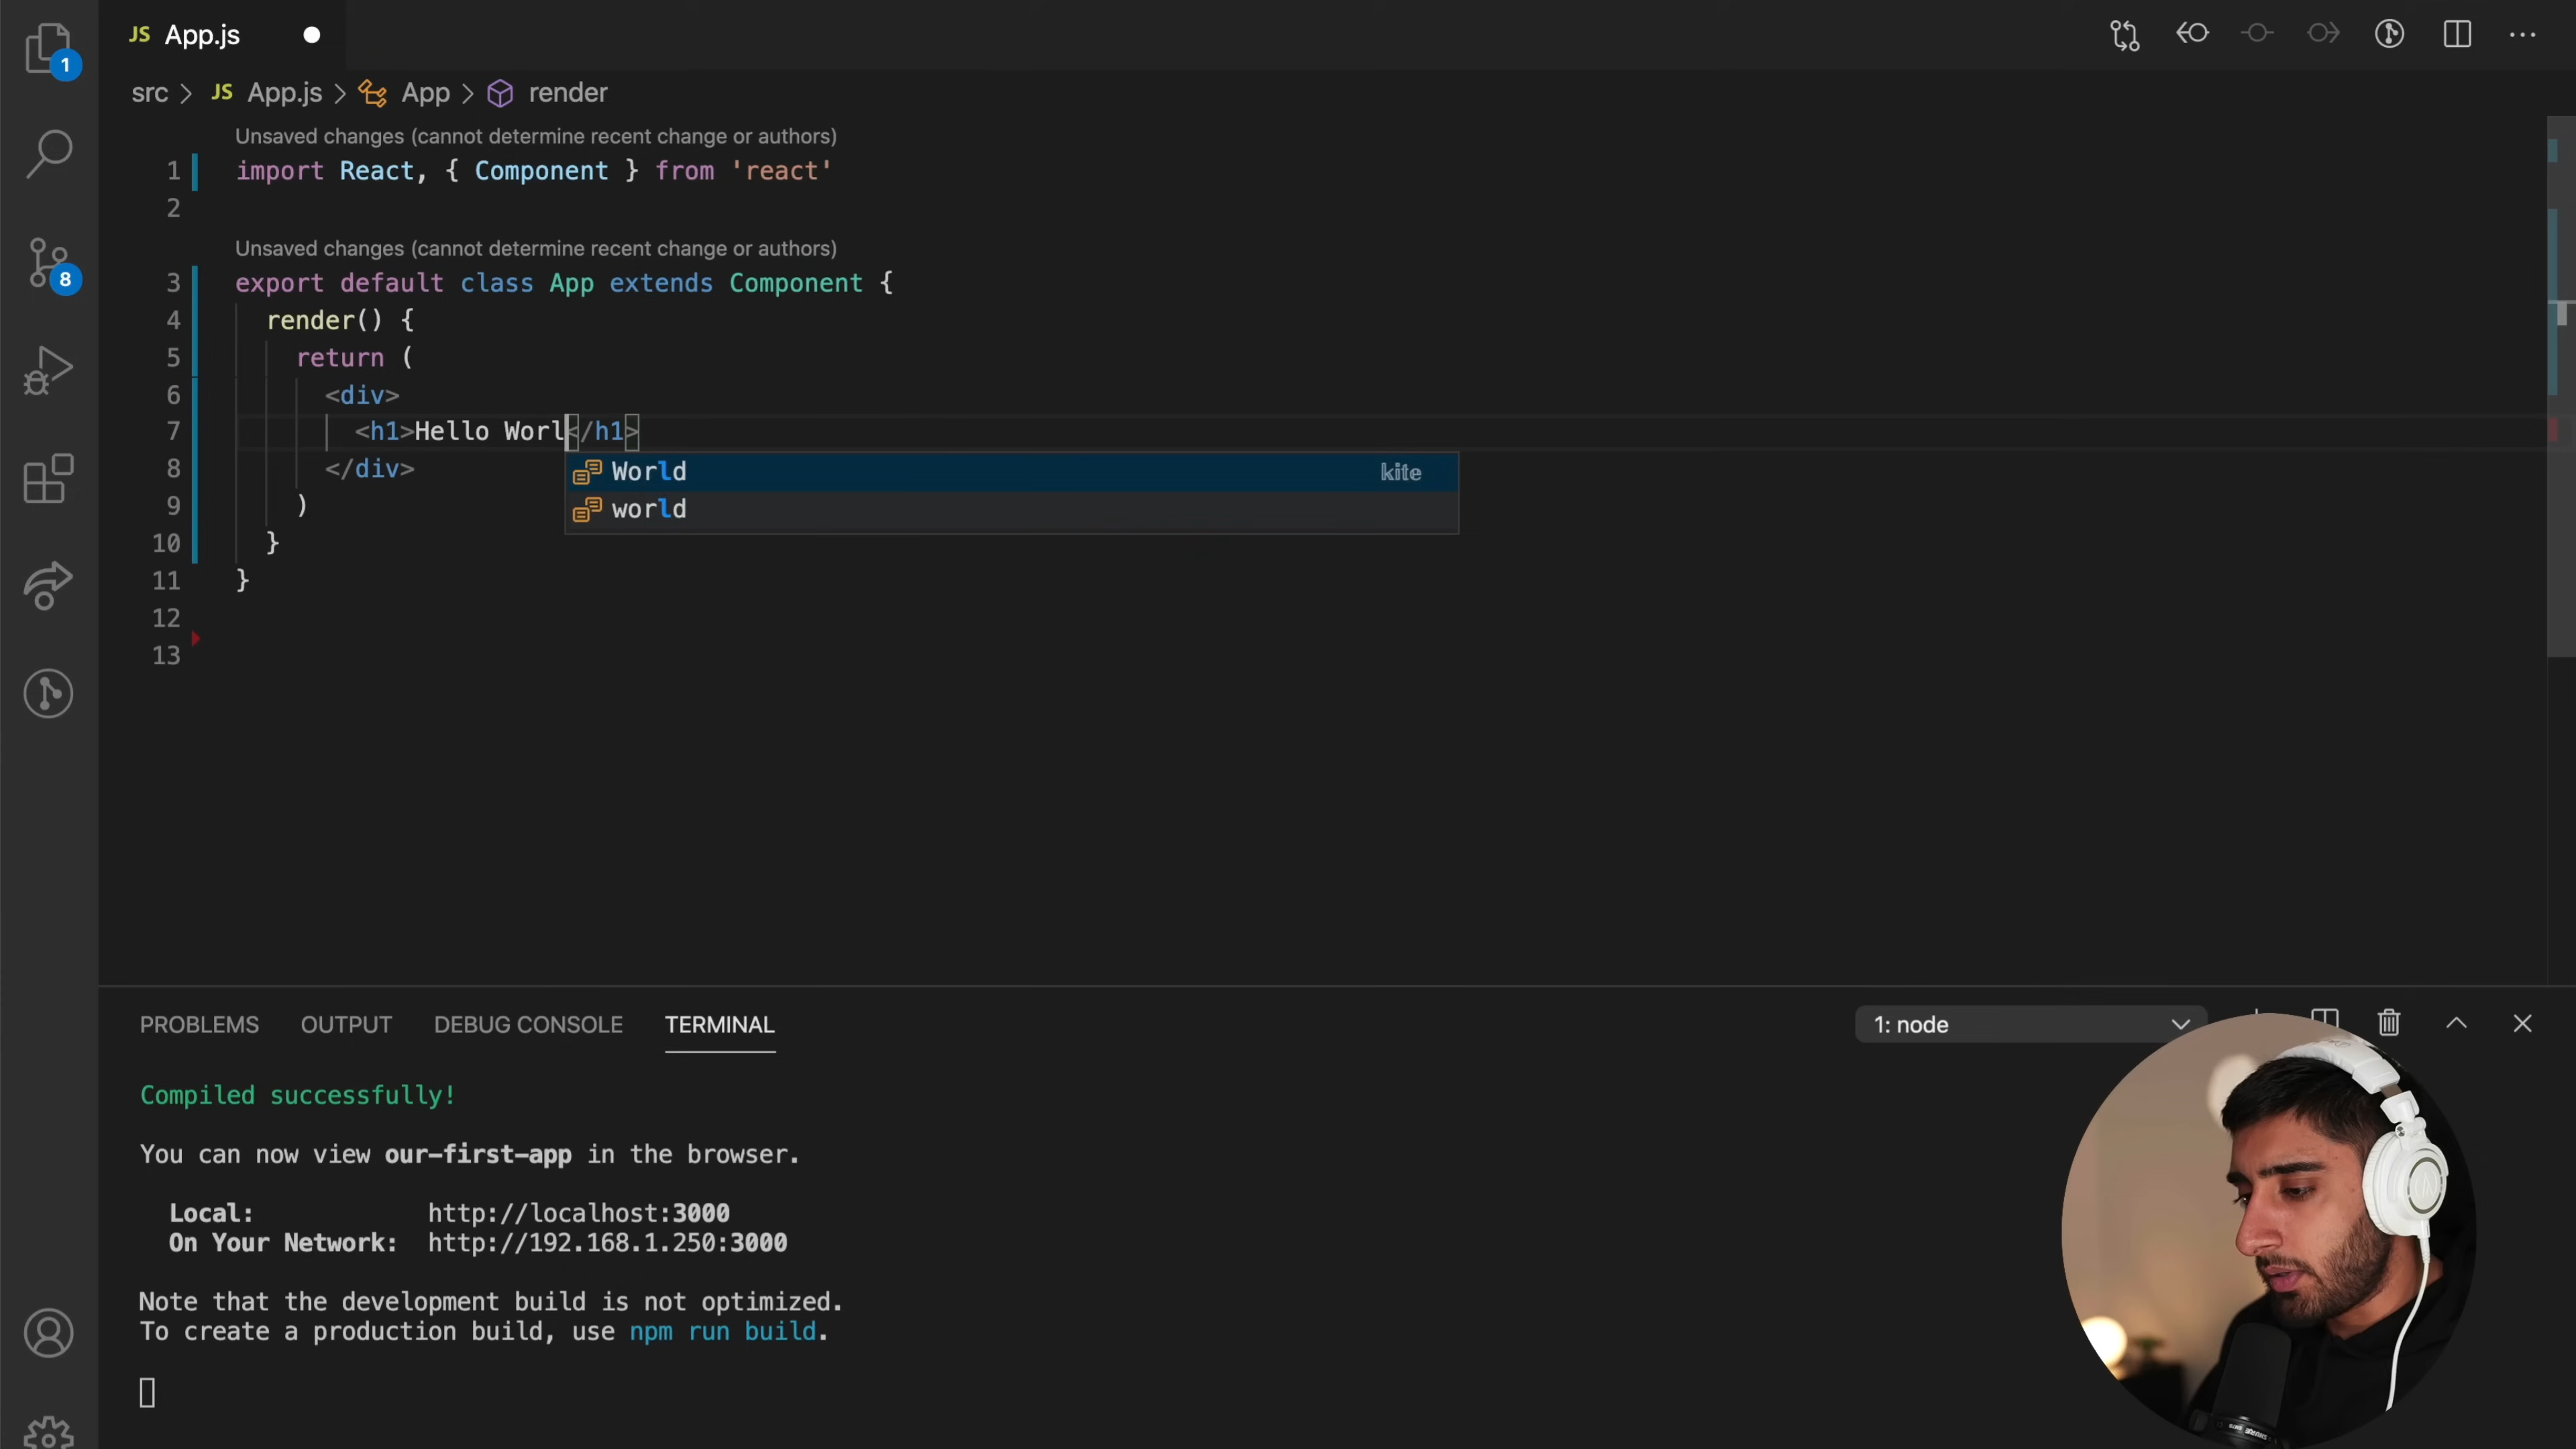 JS App.js
1
src > JS App.js > App > render
Unsaved changes (cannot determine recent change or authors)
1 import React, { Component } from 'react'
2
Unsaved changes (cannot determine recent change or authors)
3 export default class App extends Component {
4 render() {
5 return (
6 <div>
7 <h1>Hello Worl</h1>
8 </div>
World kite
world
9 )
10 }
11 }
12
13
8
PROBLEMS OUTPUT DEBUG CONSOLE TERMINAL 1: node
Compiled successfully!
You can now view our-first-app in the browser.
Local: http://localhost:3000
On Your Network: http://192.168.1.250:3000
Note that the development build is not optimized.
To create a production build, use npm run build.